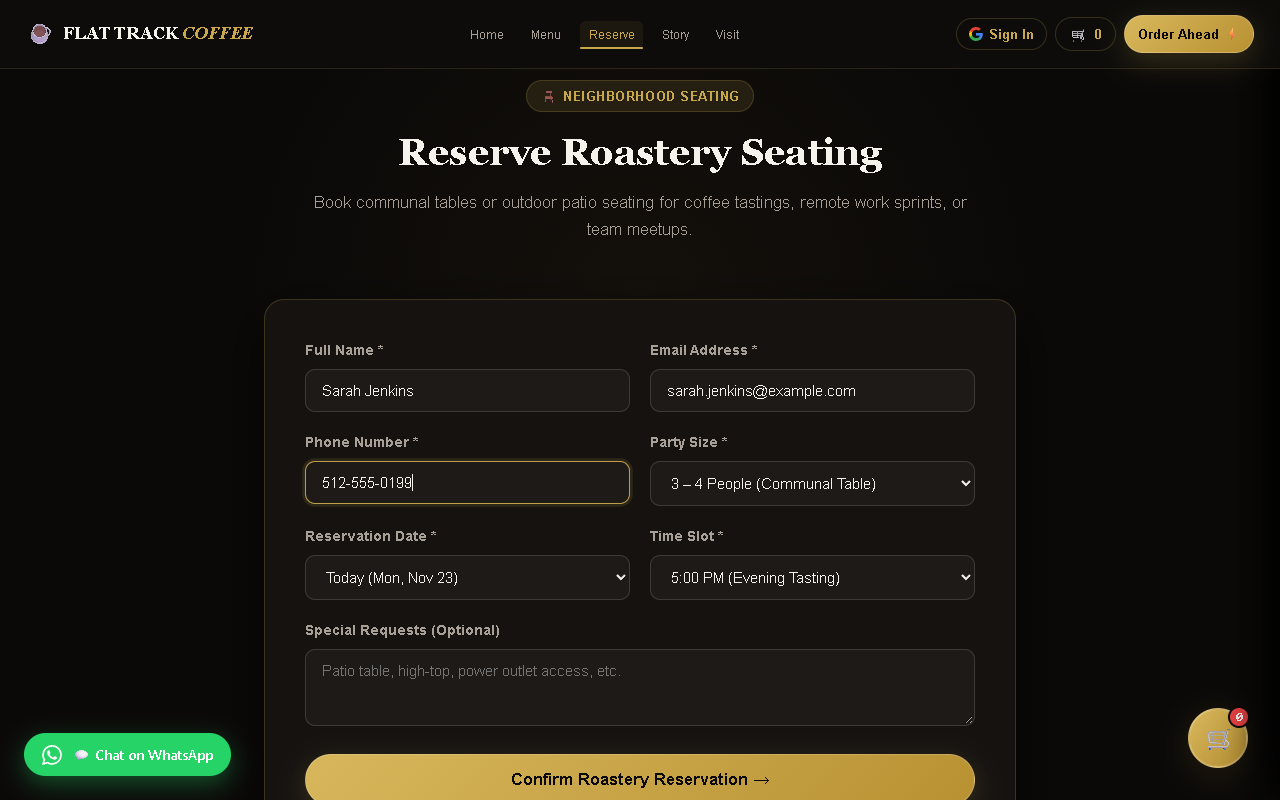 FLAT TRACK COFFEE
Home
Menu
Reserve
Story
Visit
Sign In
0
Order Ahead
NEIGHBORHOOD SEATING
Reserve Roastery Seating
Book communal tables or outdoor patio seating for coffee tastings, remote work sprints, or
team meetups.
Full Name *
Email Address *
Sarah Jenkins
sarah.jenkins@example.com
Phone Number *
Party Size *
512-555-0199
3 – 4 People (Communal Table)
Reservation Date *
Time Slot *
Today (Mon, Nov 23)
5:00 PM (Evening Tasting)
Special Requests (Optional)
Patio table, high-top, power outlet access, etc.
Confirm Roastery Reservation →
Chat on WhatsApp
0